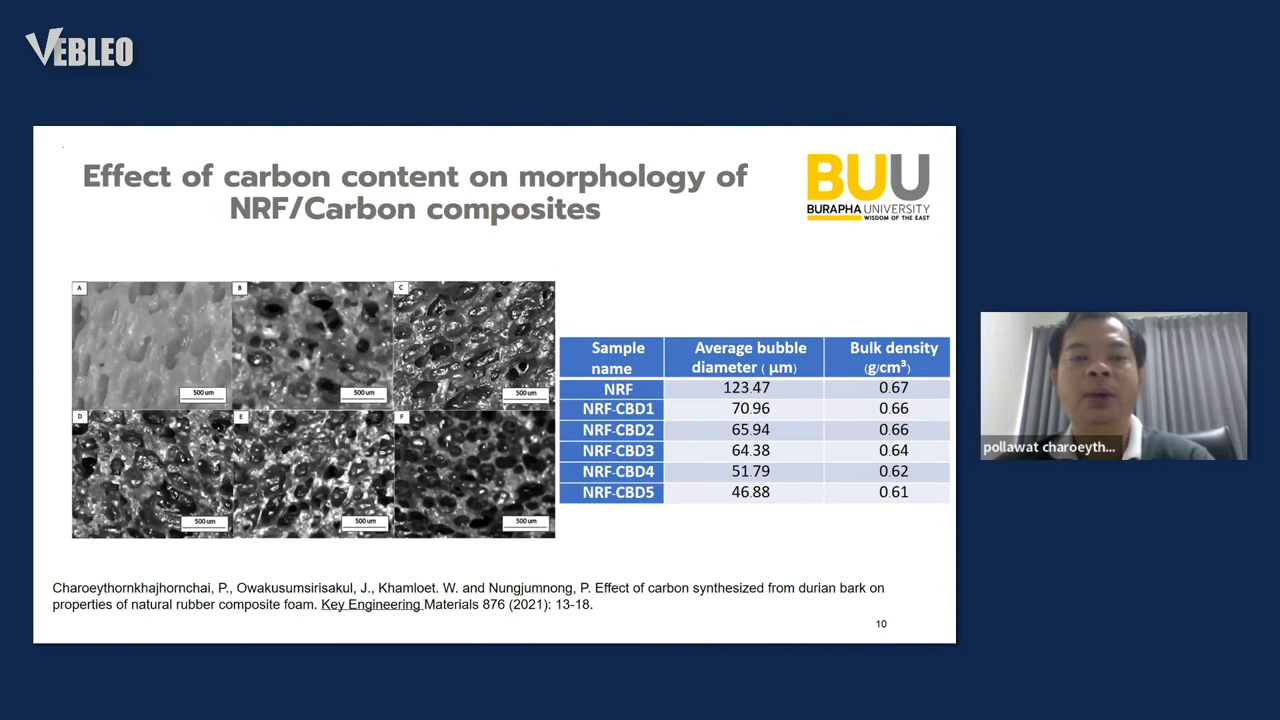 VEBLEO
Effect of carbon content on morphology of
NRF/Carbon composites
BUU
BURAPHA UNIVERSITY
WISDOM OF THE EAST
A
B
C
500 um
500 um
500 um
D
E
F
500 um
500 um
500 um
Sample name Average bubble diameter ( μm) Bulk density (g/cm³)
NRF 123.47 0.67
NRF-CBD1 70.96 0.66
NRF-CBD2 65.94 0.66
NRF-CBD3 64.38 0.64
NRF-CBD4 51.79 0.62
NRF-CBD5 46.88 0.61
pollawat charoeyth...
Charoeythornkhajhornchai, P., Owakusumsirisakul, J., Khamloet. W. and Nungjumnong, P. Effect of carbon synthesized from durian bark on
properties of natural rubber composite foam. Key Engineering Materials 876 (2021): 13-18.
10